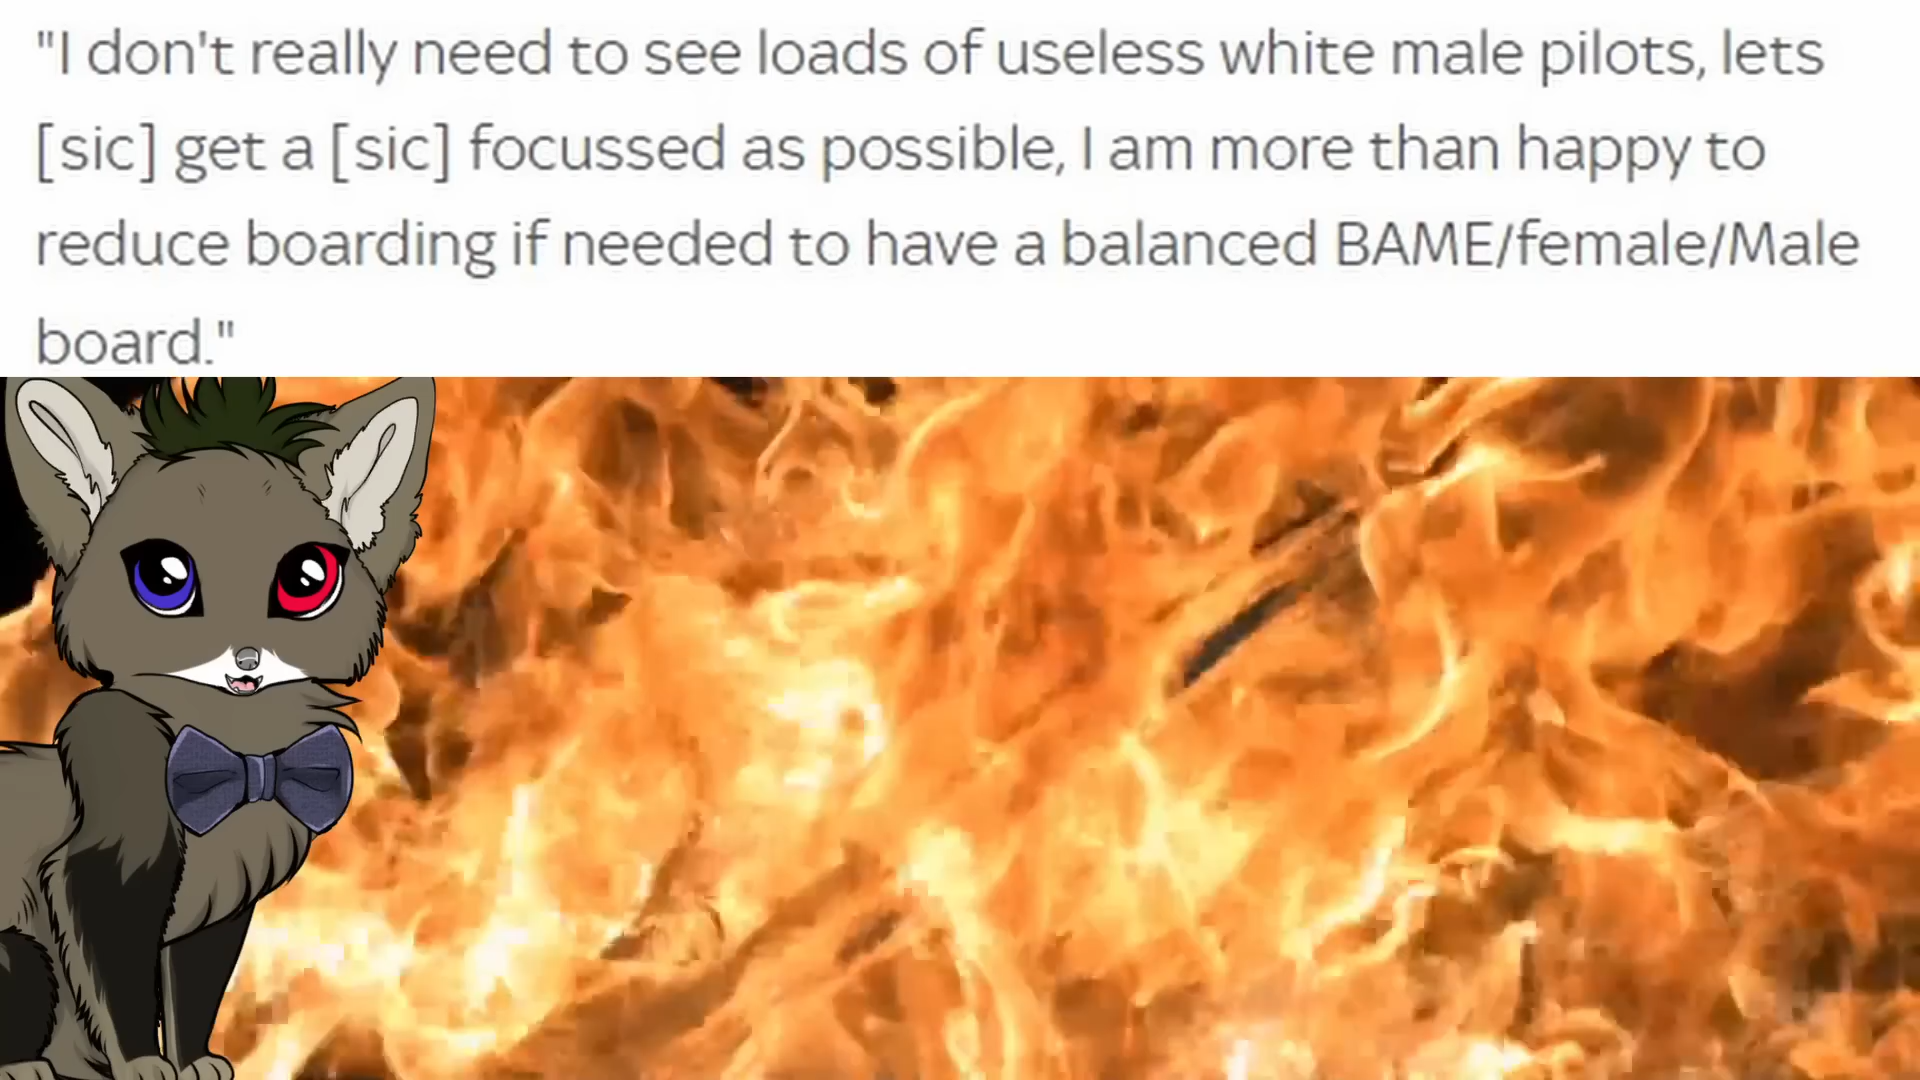 "I don't really need to see loads of useless white male pilots, lets
[sic] get a [sic] focussed as possible, I am more than happy to
reduce boarding if needed to have a balanced BAME/female/Male
board."